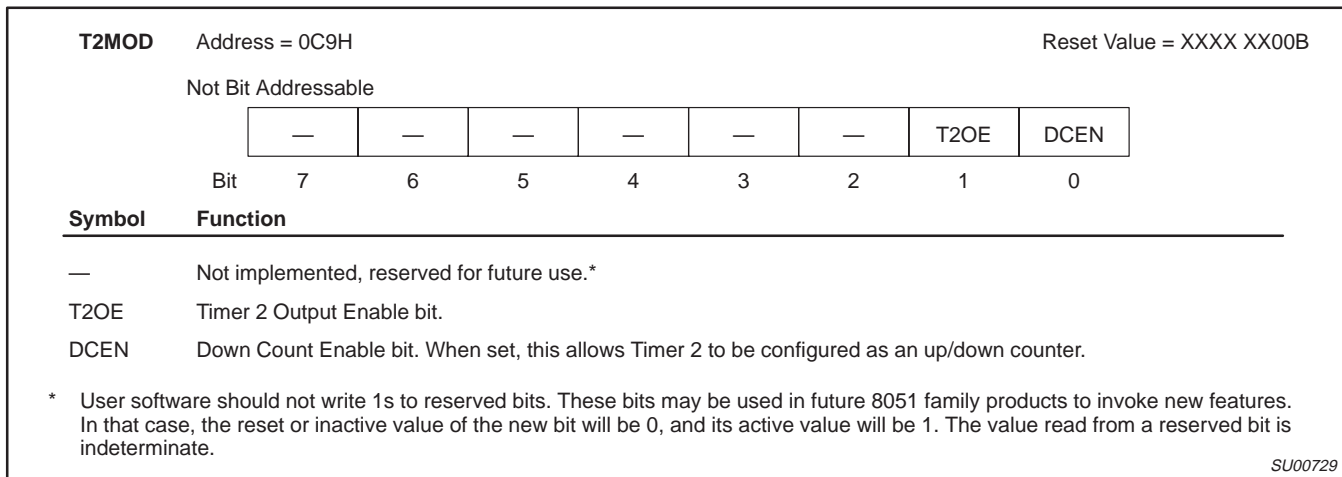 T2MOD Address = 0C9H Reset Value = XXXX XX00B
Not Bit Addressable
— — — — — — T2OE DCEN
Bit 7 6 5 4 3 2 1 0
Symbol Function
— Not implemented, reserved for future use.*
T2OE Timer 2 Output Enable bit.
DCEN Down Count Enable bit. When set, this allows Timer 2 to be configured as an up/down counter.
* User software should not write 1s to reserved bits. These bits may be used in future 8051 family products to invoke new features.
In that case, the reset or inactive value of the new bit will be 0, and its active value will be 1. The value read from a reserved bit is
indeterminate.
SU00729